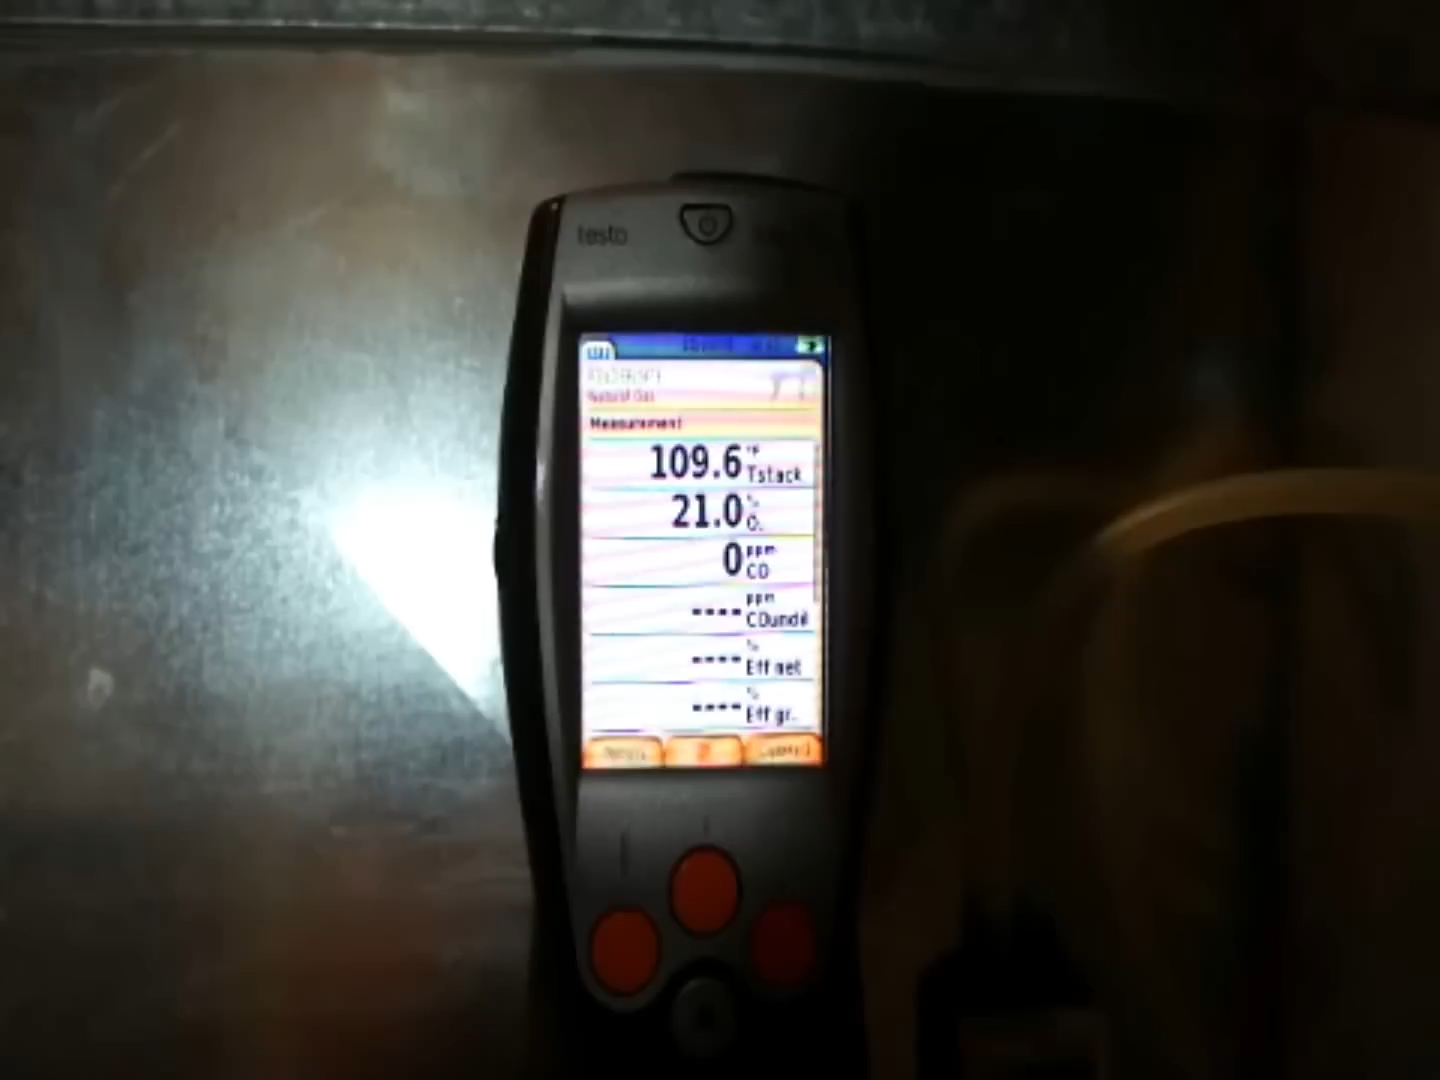 testo
Natural Gas
Measurement
109.6 °F Tstack
21.0 % O₂
0 ppm CO
---- ppm COundil
---- % Eff net
---- % Eff gr.